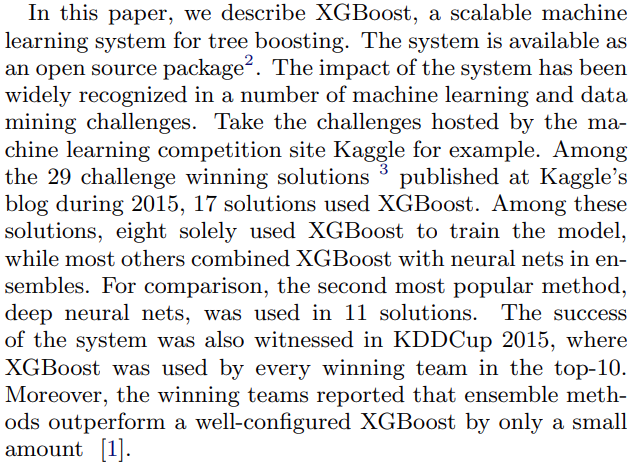 In this paper, we describe XGBoost, a scalable machine
learning system for tree boosting. The system is available as
an open source package². The impact of the system has been
widely recognized in a number of machine learning and data
mining challenges. Take the challenges hosted by the ma-
chine learning competition site Kaggle for example. Among
the 29 challenge winning solutions ³ published at Kaggle's
blog during 2015, 17 solutions used XGBoost. Among these
solutions, eight solely used XGBoost to train the model,
while most others combined XGBoost with neural nets in en-
sembles. For comparison, the second most popular method,
deep neural nets, was used in 11 solutions. The success
of the system was also witnessed in KDDCup 2015, where
XGBoost was used by every winning team in the top-10.
Moreover, the winning teams reported that ensemble meth-
ods outperform a well-configured XGBoost by only a small
amount [1].